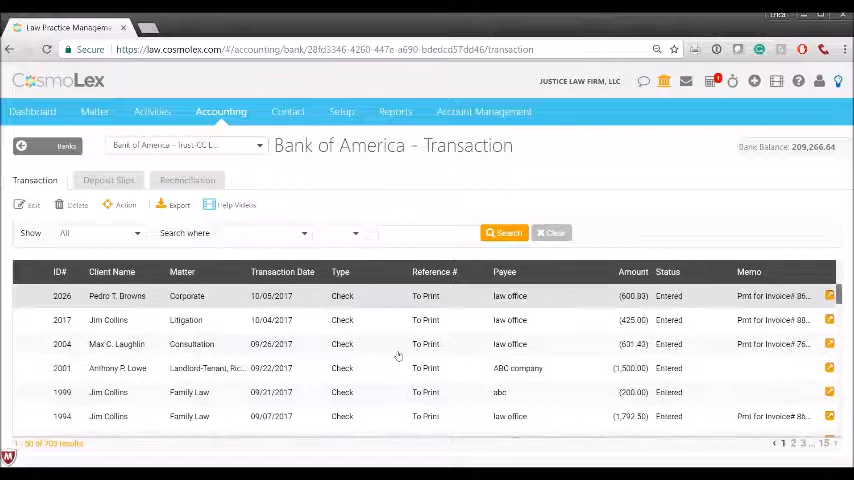 Erica
Law Practice Manageme
Secure https://law.cosmolex.com/#/accounting/bank/28fd3346-4260-447e-a690-bdedcd57dd46/transaction
CosmoLex JUSTICE LAW FIRM, LLC 1
Dashboard Matter Activities Accounting Contact Setup Reports Account Management
Banks Bank of America - Trust-CC L... Bank of America - Transaction Bank Balance: 209,266.64
Transaction Deposit Slips Reconciliation
Edit Delete Action Export Help Videos
Show All Search where Search Clear
ID# Client Name Matter Transaction Date Type Reference # Payee Amount Status Memo
2026 Pedro T. Browns Corporate 10/05/2017 Check To Print law office (600.83) Entered Pmt for Invoice# 86...
2017 Jim Collins Litigation 10/04/2017 Check To Print law office (425.00) Entered Pmt for Invoice# 88...
2004 Max C. Laughlin Consultation 09/26/2017 Check To Print law office (631.43) Entered Pmt for Invoice# 76...
2001 Anthony P. Lowe Landlord-Tenant, Ric... 09/22/2017 Check To Print ABC company (1,500.00) Entered
1999 Jim Collins Family Law 09/21/2017 Check To Print abc (200.00) Entered
1994 Jim Collins Family Law 09/07/2017 Check To Print law office (1,792.50) Entered Pmt for Invoice# 86...
1 - 50 of 703 results 1 2 3 ... 15